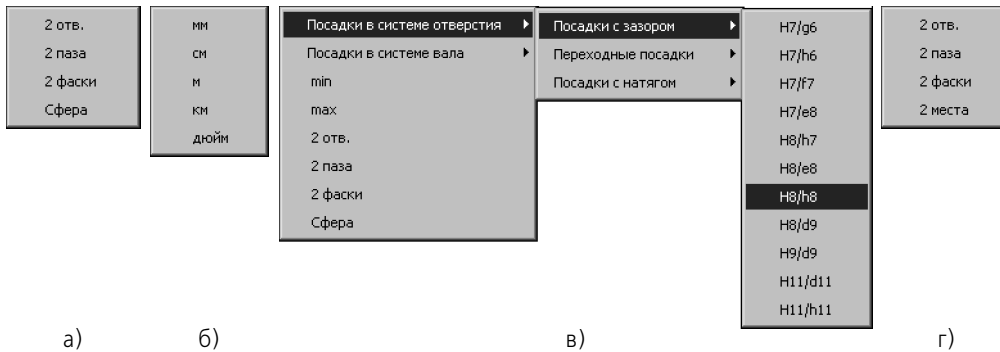 2 отв.
2 паза
2 фаски
Сфера
а)
мм
см
м
км
дюйм
б)
Посадки в системе отверстия
Посадки в системе вала
min
max
2 отв.
2 паза
2 фаски
Сфера
Посадки с зазором
Переходные посадки
Посадки с натягом
H7/g6
H7/h6
H7/f7
H7/e8
H8/h7
H8/e8
H8/h8
H8/d9
H9/d9
H11/d11
H11/h11
в)
2 отв.
2 паза
2 фаски
2 места
г)